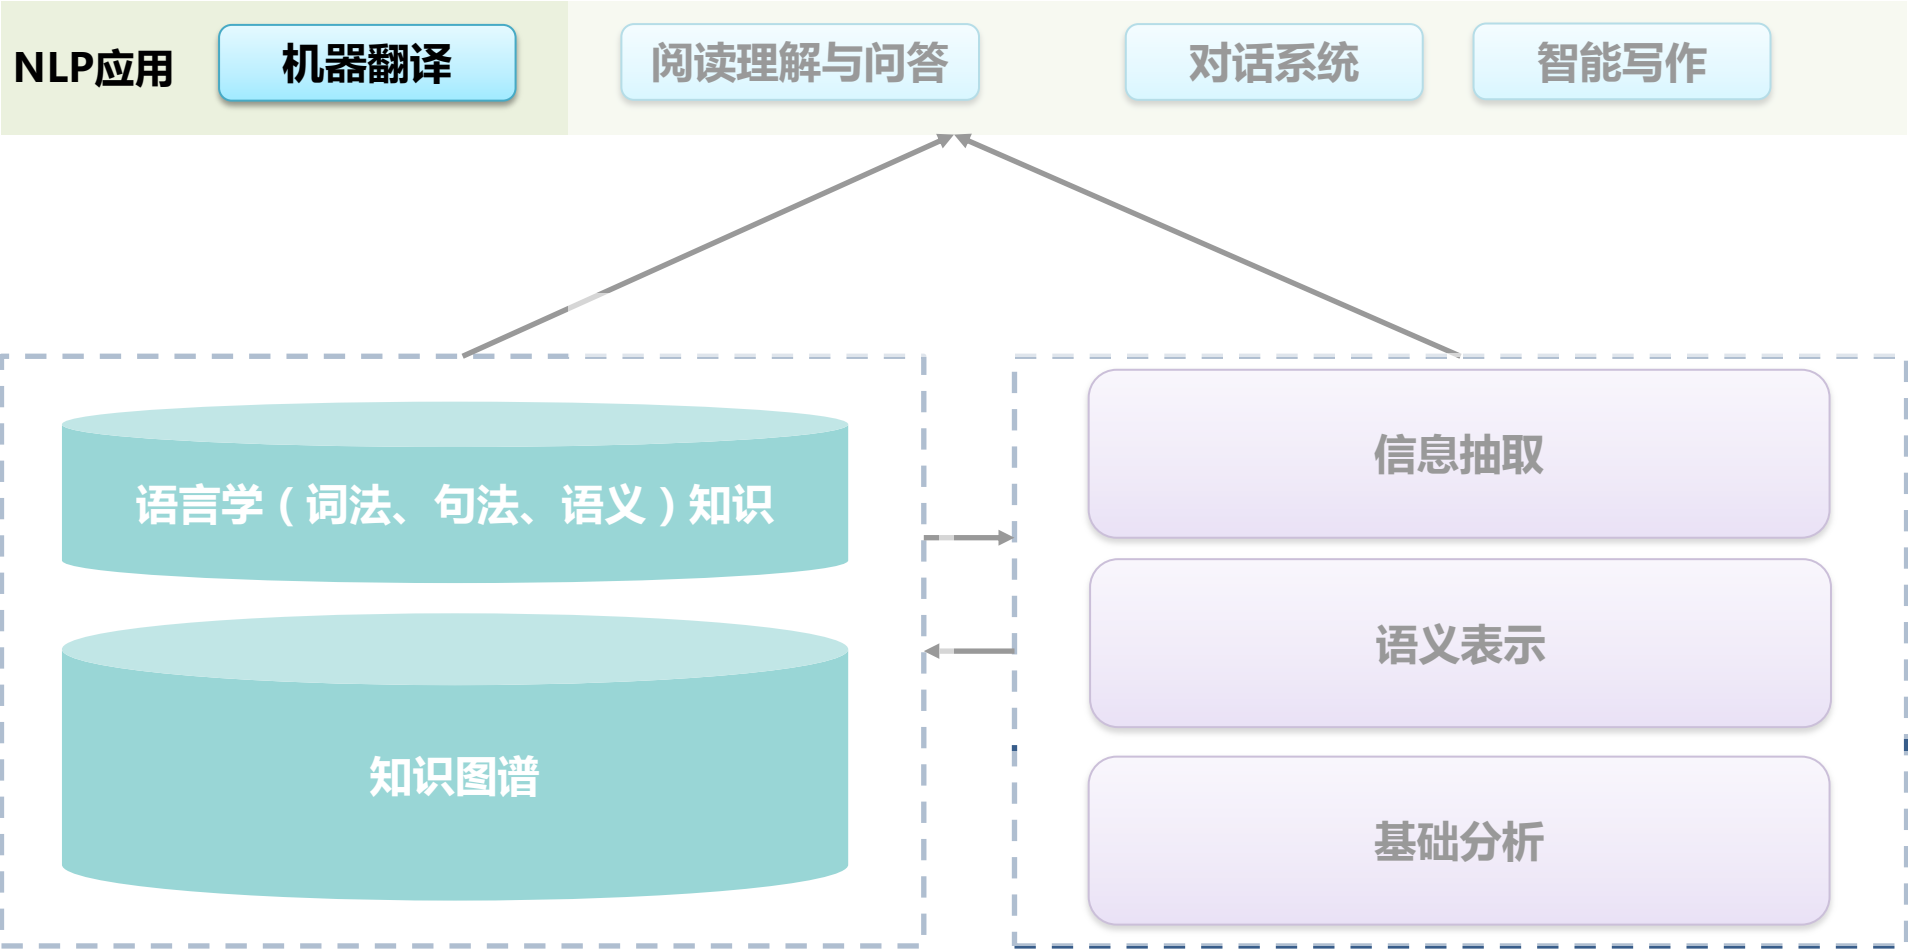 NLP应用
机器翻译
阅读理解与问答
对话系统
智能写作
语言学（词法、句法、语义）知识
知识图谱
信息抽取
语义表示
基础分析